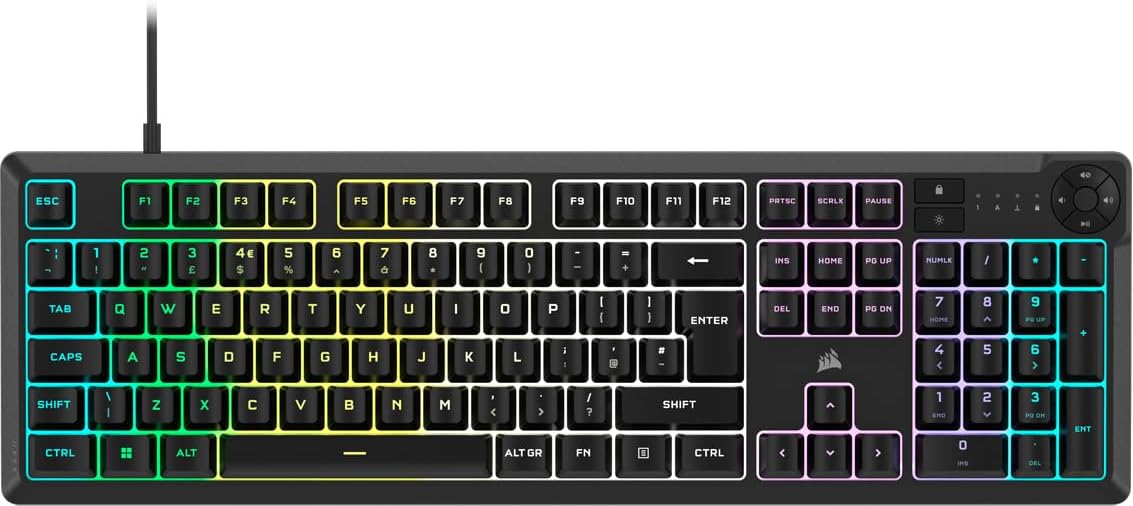 ESC F1 F2 F3 F4 F5 F6 F7 F8 F9 F10 F11 F12 PRTSC SCRLK PAUSE
1 A
` ¦ ¬ 1 ! 2 " 3 £ 4 € $ 5 % 6 ^ 7 & 8 * 9 ( 0 ) - _ = + ← INS HOME PG UP NUMLK / * -
TAB Q W E R T Y U I O P [ { ] } ENTER DEL END PG DN 7 HOME 8 ^ 9 PG UP +
CAPS A S D F G H J K L ; : ' @ # ~ 4 < 5 6 >
SHIFT \ | Z X C V B N M , < . > / ? SHIFT 1 END 2 3 PG DN ENT
CTRL ALT ALT GR FN CTRL 0 INS . DEL